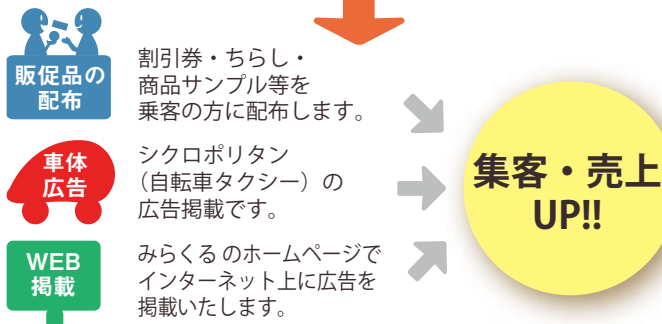 販促品の
配布
割引券・ちらし・
商品サンプル等を
乗客の方に配布します。
車体
広告
シクロポリタン
（自転車タクシー）の
広告掲載です。
WEB
掲載
みらくる のホームページで
インターネット上に広告を
掲載いたします。
集客・売上
UP!!